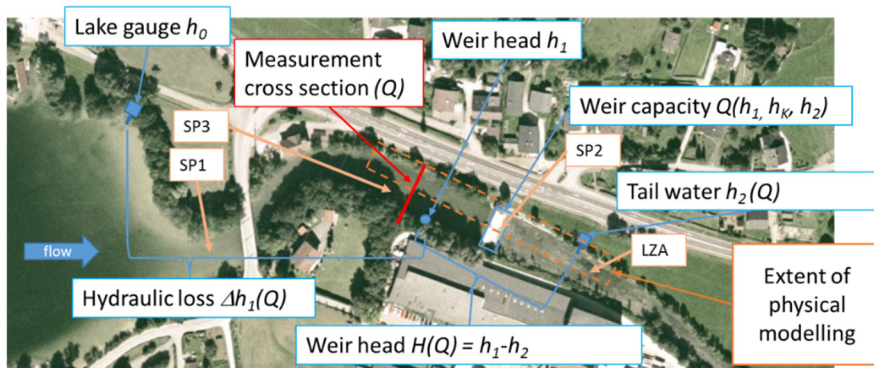 Lake gauge h₀
Measurement
cross section (Q)
Weir head h₁
Weir capacity Q(h₁, hₖ, h₂)
SP3
SP1
SP2
Tail water h₂(Q)
flow
LZA
Hydraulic loss Δh₁(Q)
Extent of
physical
modelling
Weir head H(Q) = h₁-h₂